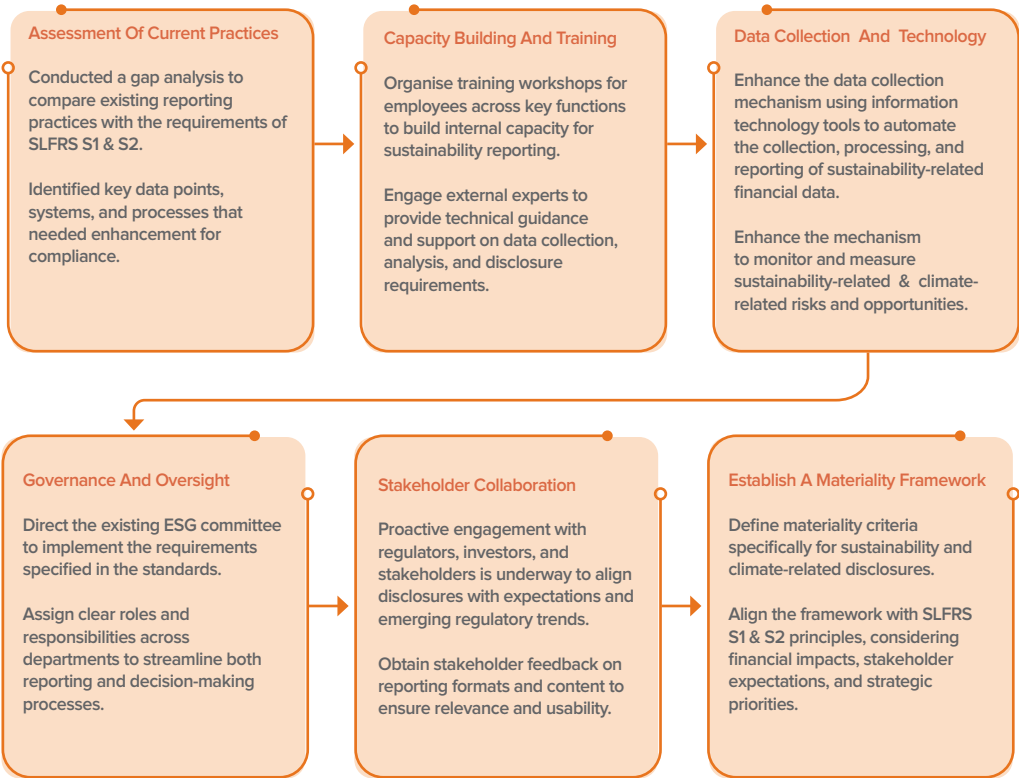 Assessment Of Current Practices
Conducted a gap analysis to
compare existing reporting
practices with the requirements of
SLFRS S1 & S2.
Identified key data points,
systems, and processes that
needed enhancement for
compliance.
Capacity Building And Training
Organise training workshops for
employees across key functions
to build internal capacity for
sustainability reporting.
Engage external experts to
provide technical guidance
and support on data collection,
analysis, and disclosure
requirements.
Data Collection And Technology
Enhance the data collection
mechanism using information
technology tools to automate
the collection, processing, and
reporting of sustainability-related
financial data.
Enhance the mechanism
to monitor and measure
sustainability-related & climate-
related risks and opportunities.
Governance And Oversight
Direct the existing ESG committee
to implement the requirements
specified in the standards.
Assign clear roles and
responsibilities across
departments to streamline both
reporting and decision-making
processes.
Stakeholder Collaboration
Proactive engagement with
regulators, investors, and
stakeholders is underway to align
disclosures with expectations and
emerging regulatory trends.
Obtain stakeholder feedback on
reporting formats and content to
ensure relevance and usability.
Establish A Materiality Framework
Define materiality criteria
specifically for sustainability and
climate-related disclosures.
Align the framework with SLFRS
S1 & S2 principles, considering
financial impacts, stakeholder
expectations, and strategic
priorities.